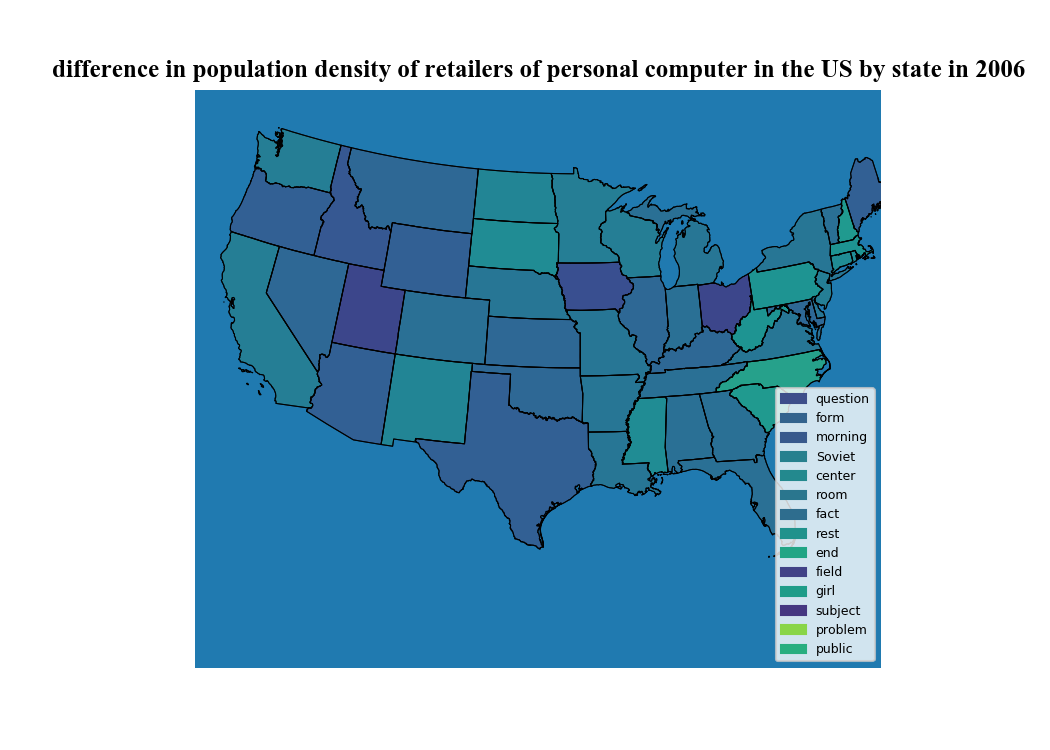 difference in population density of retailers of personal computer in the US by state in 2006
question
form
morning
Soviet
center
room
fact
rest
end
field
girl
subject
problem
public